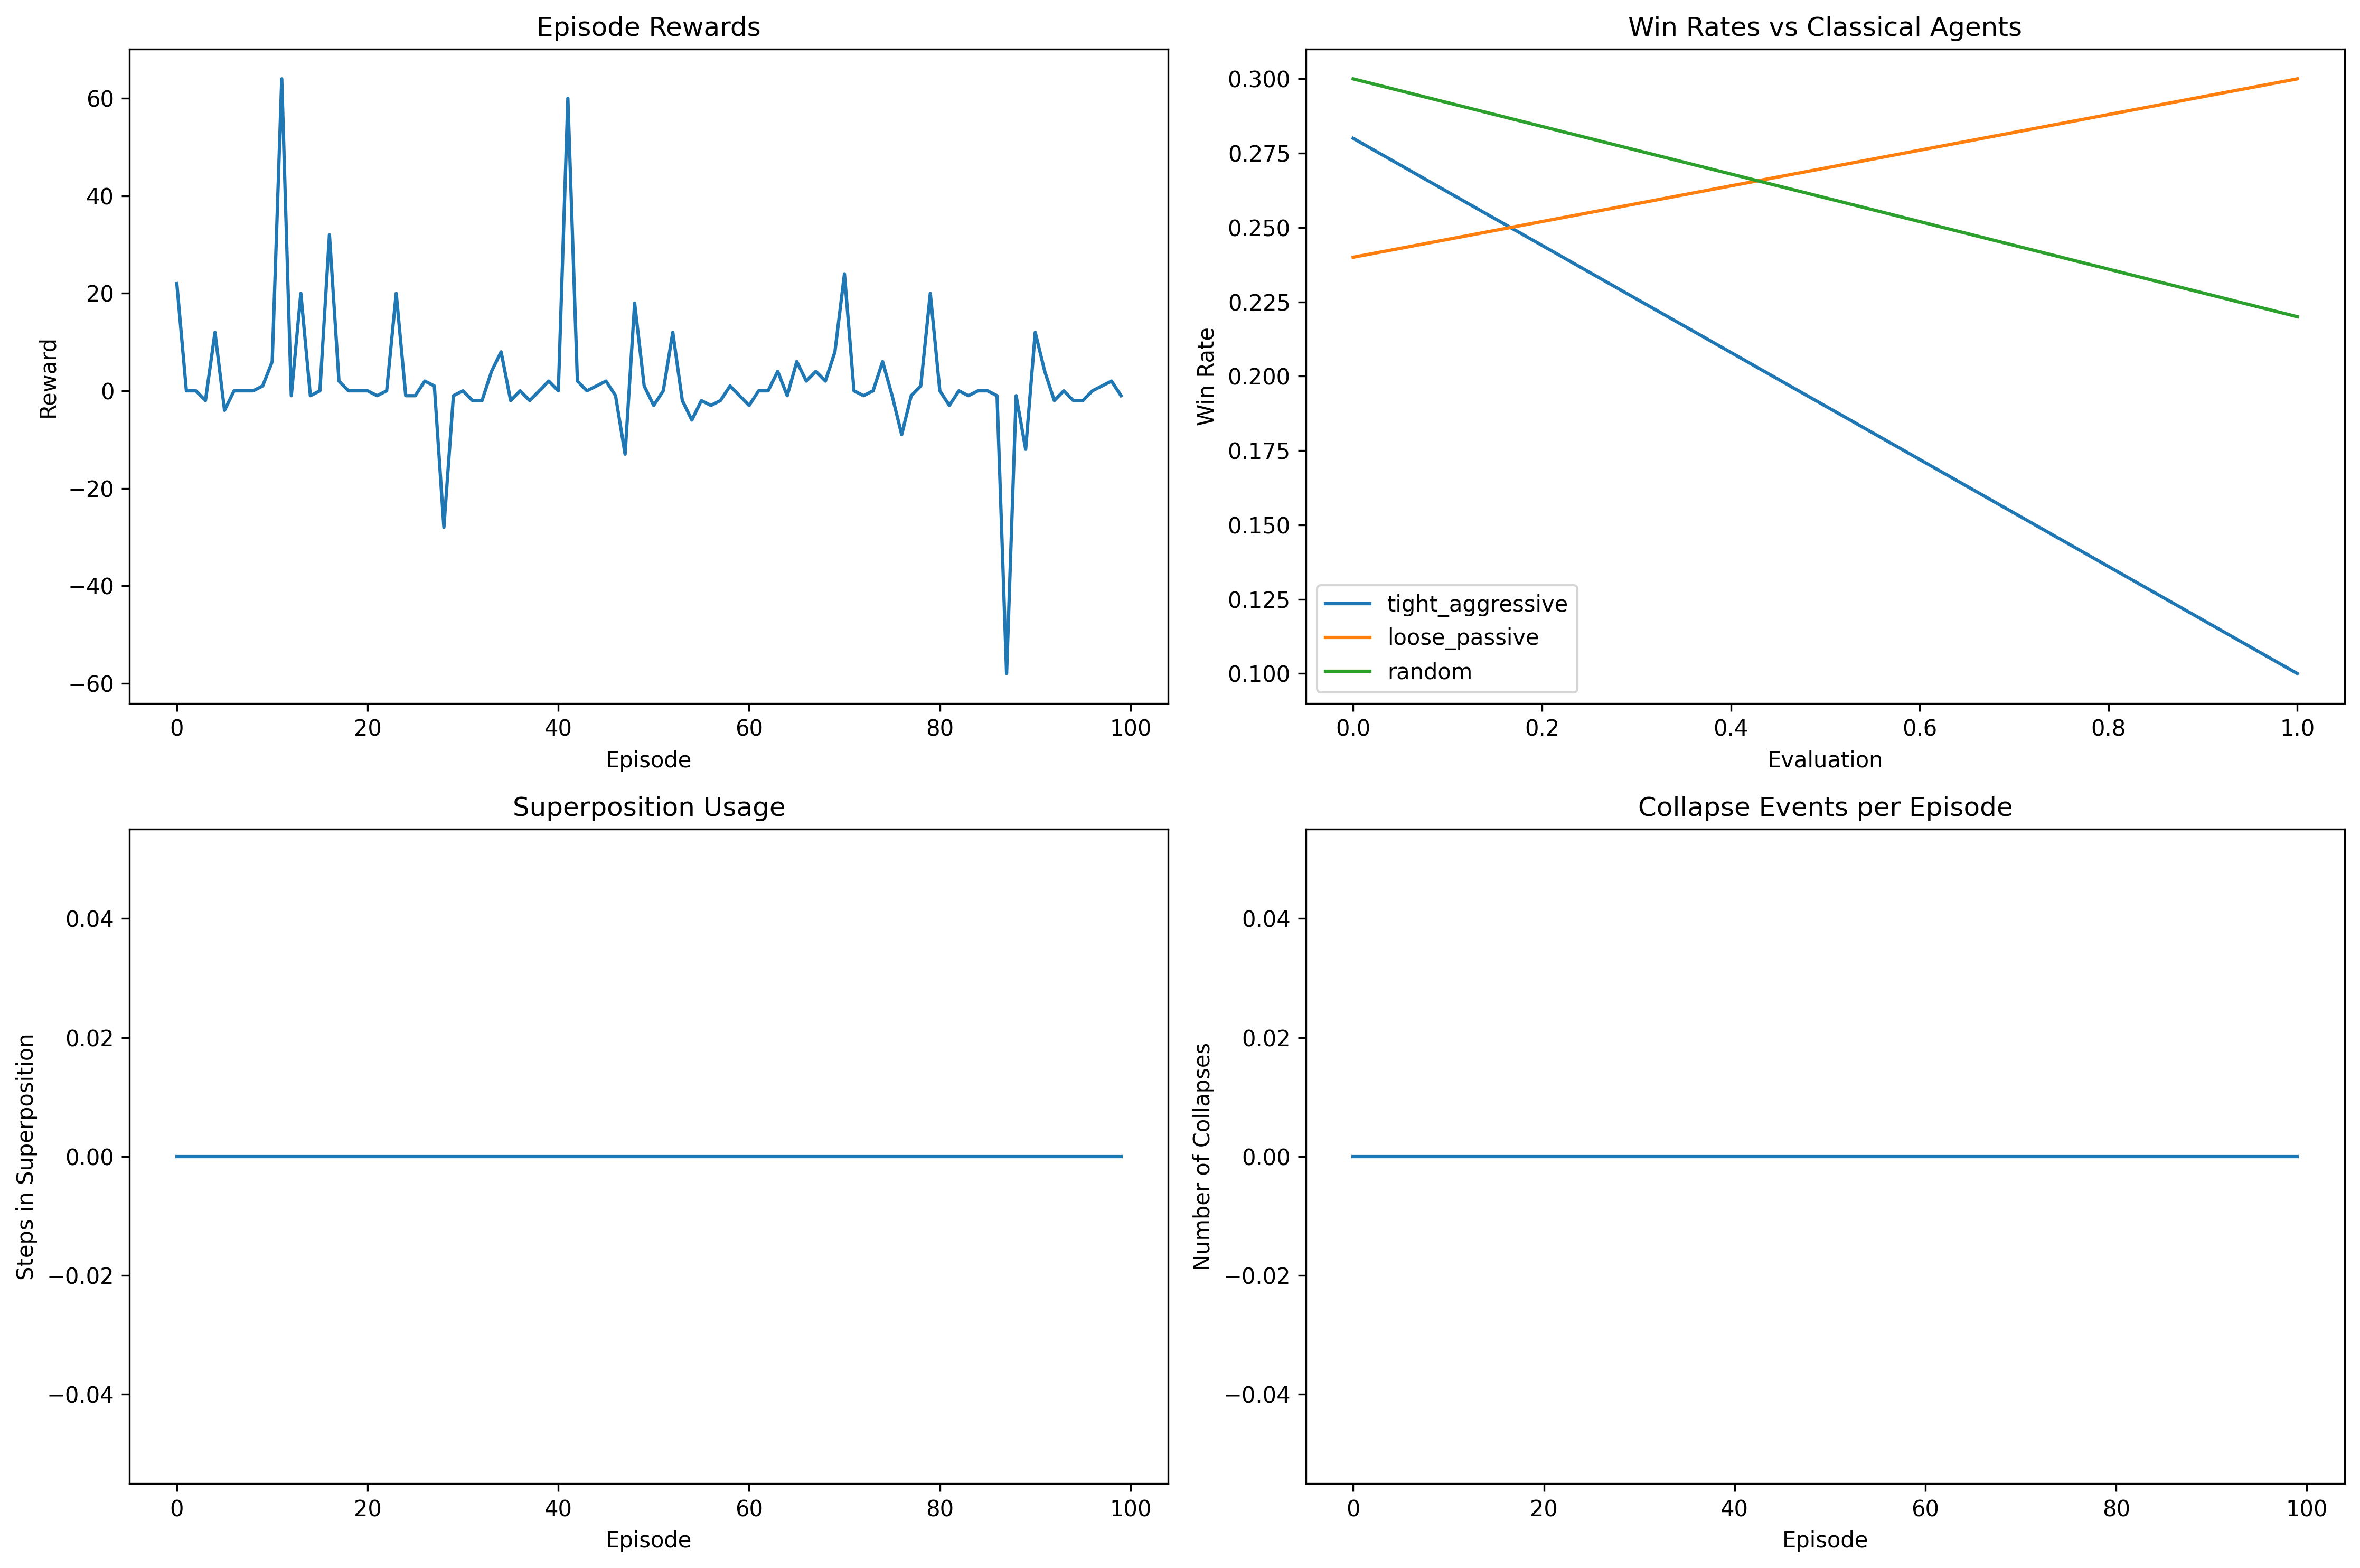 Episode Rewards
Reward
60
40
20
0
−20
−40
−60
0 20 40 60 80 100
Episode
Win Rates vs Classical Agents
Win Rate
0.300
0.275
0.250
0.225
0.200
0.175
0.150
0.125
0.100
tight_aggressive
loose_passive
random
0.0 0.2 0.4 0.6 0.8 1.0
Evaluation
Superposition Usage
Steps in Superposition
0.04
0.02
0.00
−0.02
−0.04
0 20 40 60 80 100
Episode
Collapse Events per Episode
Number of Collapses
0.04
0.02
0.00
−0.02
−0.04
0 20 40 60 80 100
Episode